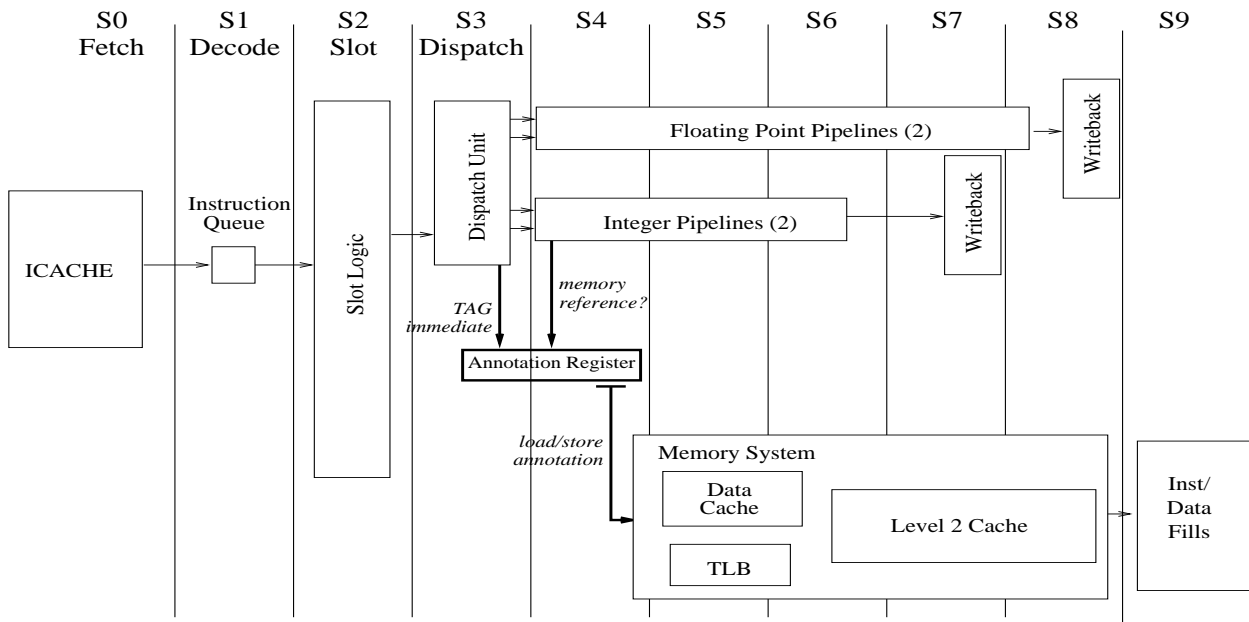 S0
S1
S2
S3
S4
S5
S6
S7
S8
S9
Fetch
Decode
Slot
Dispatch
ICACHE
Instruction
Queue
Slot Logic
Dispatch Unit
Floating Point Pipelines (2)
Writeback
Integer Pipelines (2)
Writeback
TAG
immediate
memory
reference?
Annotation Register
load/store
annotation
Memory System
Data
Cache
TLB
Level 2 Cache
Inst/
Data
Fills